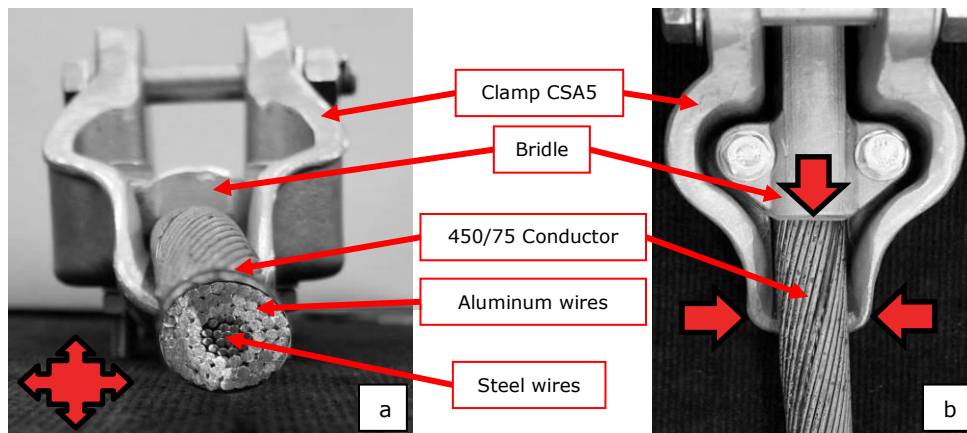 Clamp CSA5
Bridle
450/75 Conductor
Aluminum wires
Steel wires
a
b